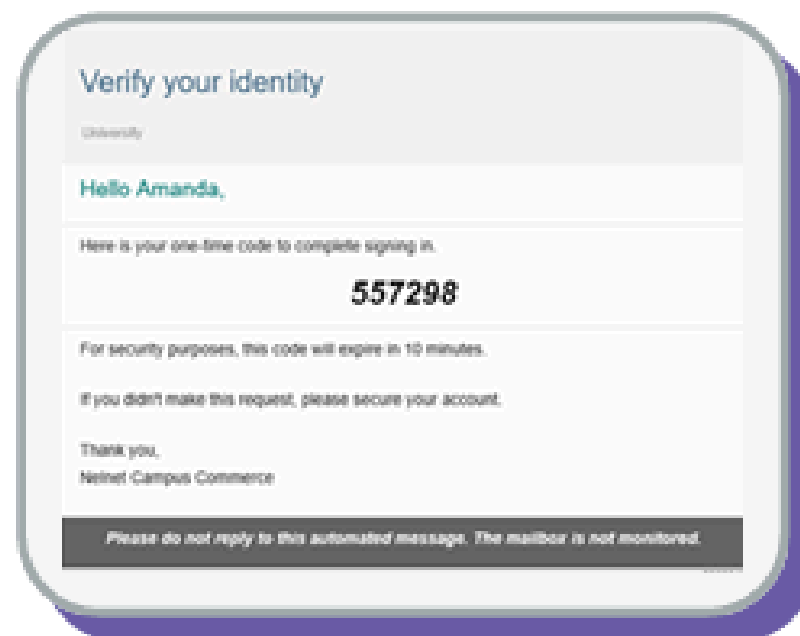 Verify your identity
University
Hello Amanda,
Here is your one-time code to complete signing in.
557298
For security purposes, this code will expire in 10 minutes.
If you didn't make this request, please secure your account.
Thank you,
Nelnet Campus Commerce
Please do not reply to this automated message. The mailbox is not monitored.